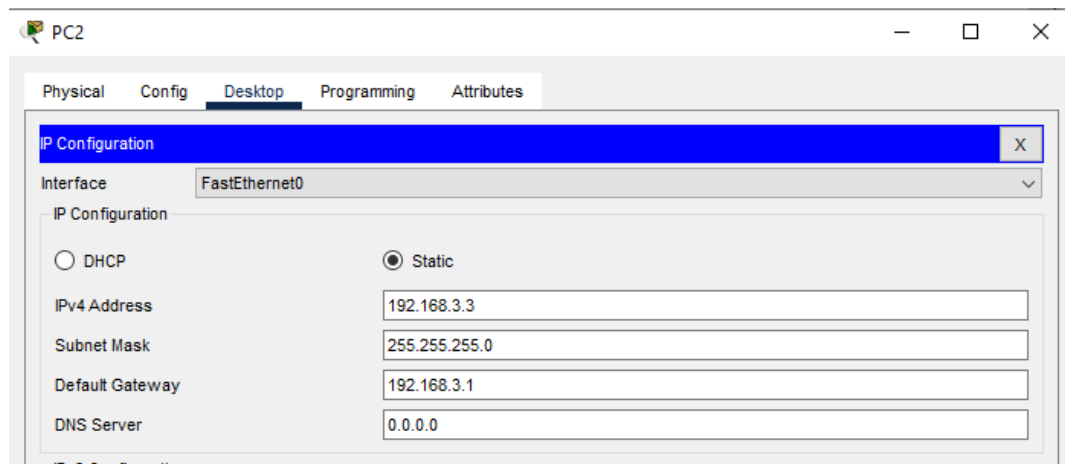 PC2
Physical Config Desktop Programming Attributes
IP Configuration X
Interface FastEthernet0
IP Configuration
DHCP Static
IPv4 Address 192.168.3.3
Subnet Mask 255.255.255.0
Default Gateway 192.168.3.1
DNS Server 0.0.0.0